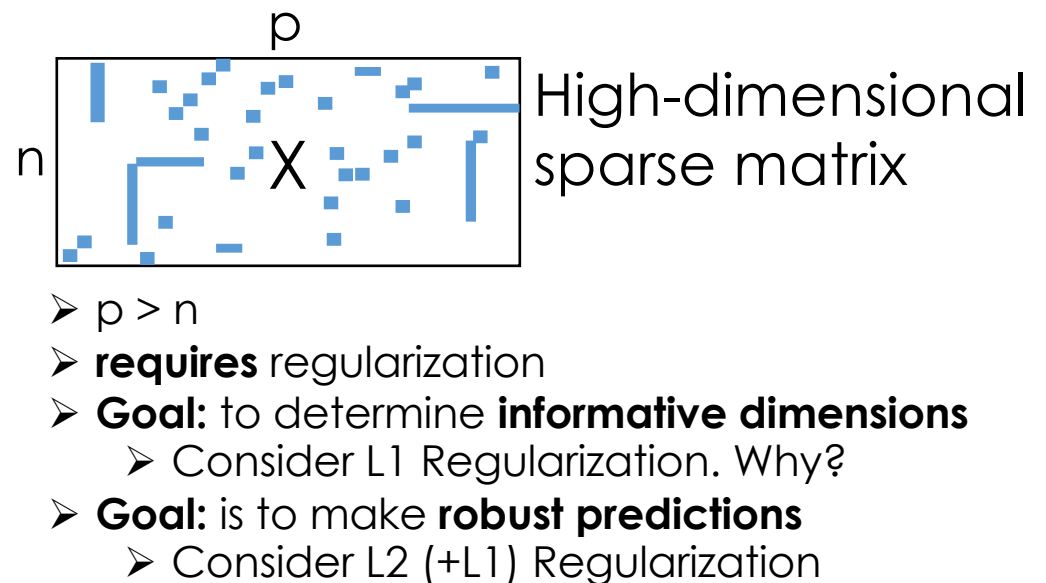 p
n
X
High-dimensional
sparse matrix
➢ p > n
➢ requires regularization
➢ Goal: to determine informative dimensions
➢ Consider L1 Regularization. Why?
➢ Goal: is to make robust predictions
➢ Consider L2 (+L1) Regularization